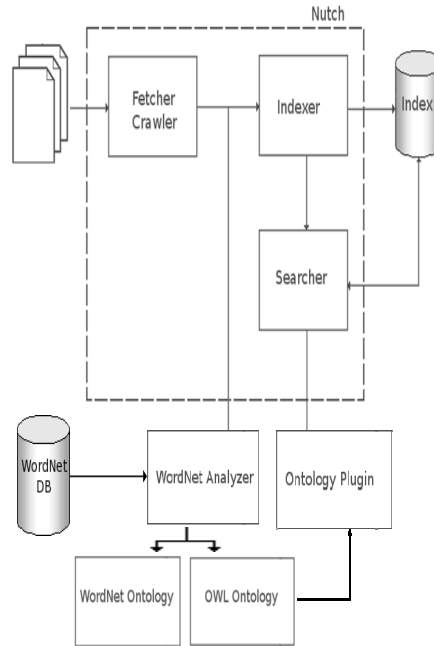 Nutch
Fetcher
Crawler
Indexer
Index
Searcher
WordNet
DB
WordNet Analyzer
Ontology Plugin
WordNet Ontology
OWL Ontology